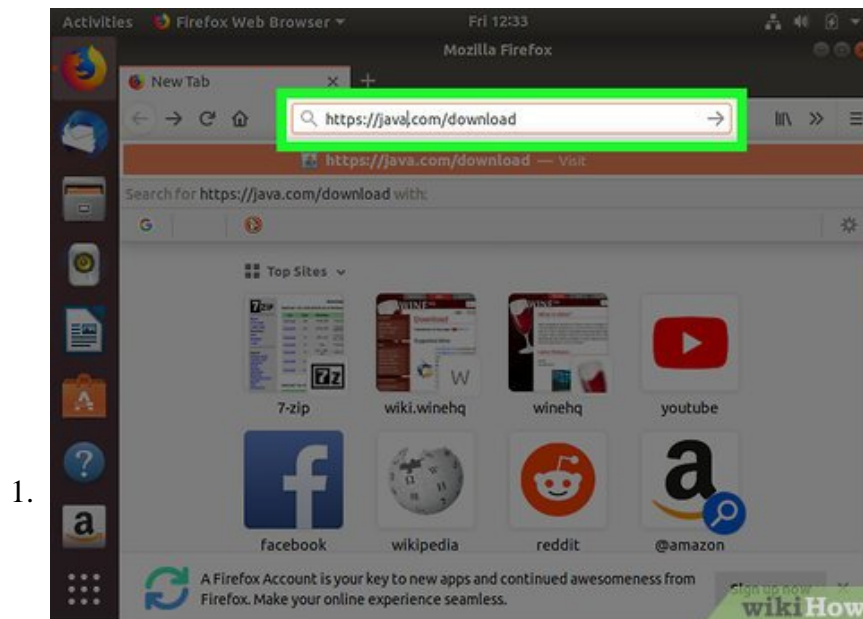 Activities Firefox Web Browser Fri 12:33
Mozilla Firefox
New Tab
https://java.com/download
https://java.com/download — Visit
Search for https://java.com/download with:
Top Sites
7-zip wiki.winehq winehq youtube
facebook wikipedia reddit @amazon
1.
A Firefox Account is your key to new apps and continued awesomeness from
Firefox. Make your online experience seamless.
Sign up now
wikiHow